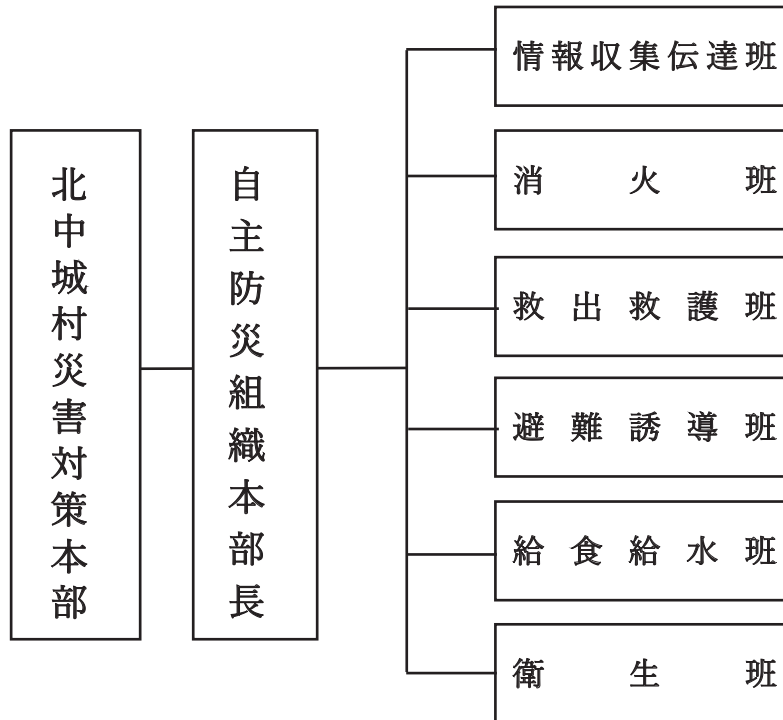 北中城村災害対策本部
自主防災組織本部長
情報収集伝達班
消火班
救出救護班
避難誘導班
給食給水班
衛生班